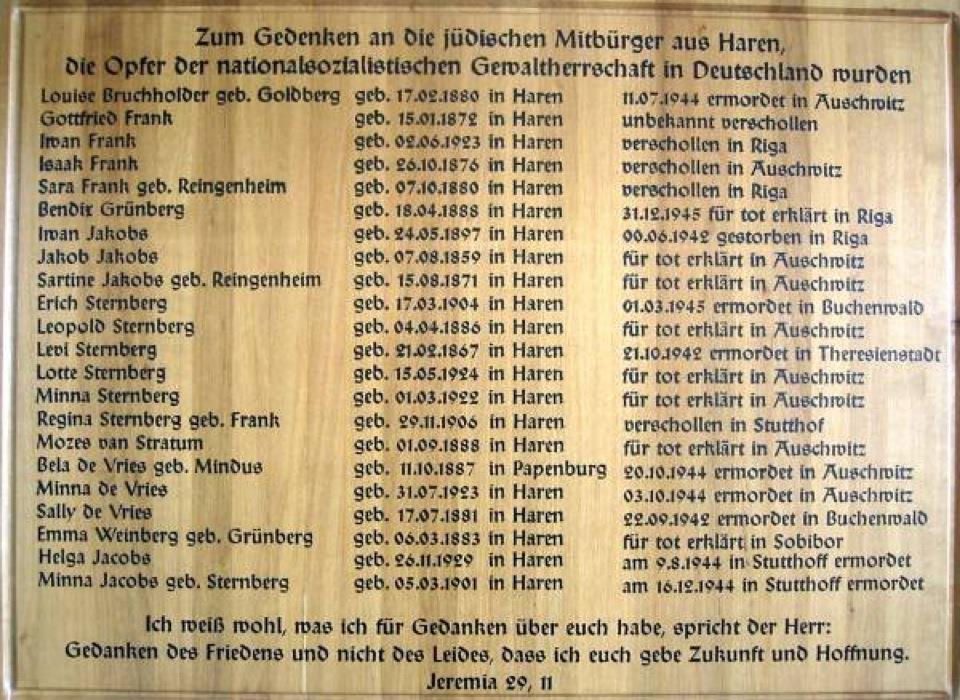 Zum Gedenken an die jüdischen Mitbürger aus Haren,
die Opfer der nationalsozialistischen Gewaltherrschaft in Deutschland wurden
Louise Bruchholder geb. Goldberg geb. 17.02.1880 in Haren 11.07.1944 ermordet in Auschwitz
Gottfried Frank geb. 15.01.1872 in Haren unbekannt verschollen
Iwan Frank geb. 02.06.1923 in Haren verschollen in Riga
Isaak Frank geb. 26.10.1876 in Haren verschollen in Auschwitz
Sara Frank geb. Reingenheim geb. 07.10.1880 in Haren verschollen in Riga
Bendix Grünberg geb. 18.04.1888 in Haren 31.12.1945 für tot erklärt in Riga
Iwan Jakobs geb. 24.05.1897 in Haren 00.06.1942 gestorben in Riga
Jakob Jakobs geb. 07.08.1859 in Haren für tot erklärt in Auschwitz
Sartine Jakobs geb. Reingenheim geb. 15.08.1871 in Haren für tot erklärt in Auschwitz
Erich Sternberg geb. 17.03.1904 in Haren 01.03.1945 ermordet in Buchenwald
Leopold Sternberg geb. 04.04.1886 in Haren für tot erklärt in Auschwitz
Levi Sternberg geb. 21.02.1867 in Haren 21.10.1942 ermordet in Theresienstadt
Lotte Sternberg geb. 15.05.1924 in Haren für tot erklärt in Auschwitz
Minna Sternberg geb. 01.03.1922 in Haren für tot erklärt in Auschwitz
Regina Sternberg geb. Frank geb. 29.11.1906 in Haren verschollen in Stutthof
Mozes van Stratum geb. 01.09.1888 in Haren für tot erklärt in Auschwitz
Bela de Vries geb. Mindus geb. 11.10.1887 in Papenburg 20.10.1944 ermordet in Auschwitz
Minna de Vries geb. 31.07.1923 in Haren 03.10.1944 ermordet in Auschwitz
Sally de Vries geb. 17.07.1881 in Haren 22.09.1942 ermordet in Buchenwald
Emma Weinberg geb. Grünberg geb. 06.03.1883 in Haren für tot erklärt in Sobibor
Helga Jacobs geb. 26.11.1929 in Haren am 9.8.1944 in Stutthoff ermordet
Minna Jacobs geb. Sternberg geb. 05.03.1901 in Haren am 16.12.1944 in Stutthoff ermordet
Ich weiß wohl, was ich für Gedanken über euch habe, spricht der Herr:
Gedanken des Friedens und nicht des Leides, dass ich euch gebe Zukunft und Hoffnung.
Jeremia 29, 11